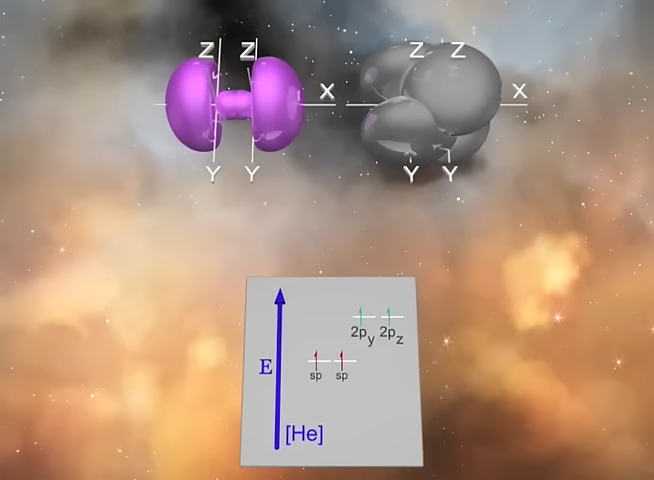 Z Z Z Z
X X
Y Y Y Y
2py 2pz
E
sp sp
[He]